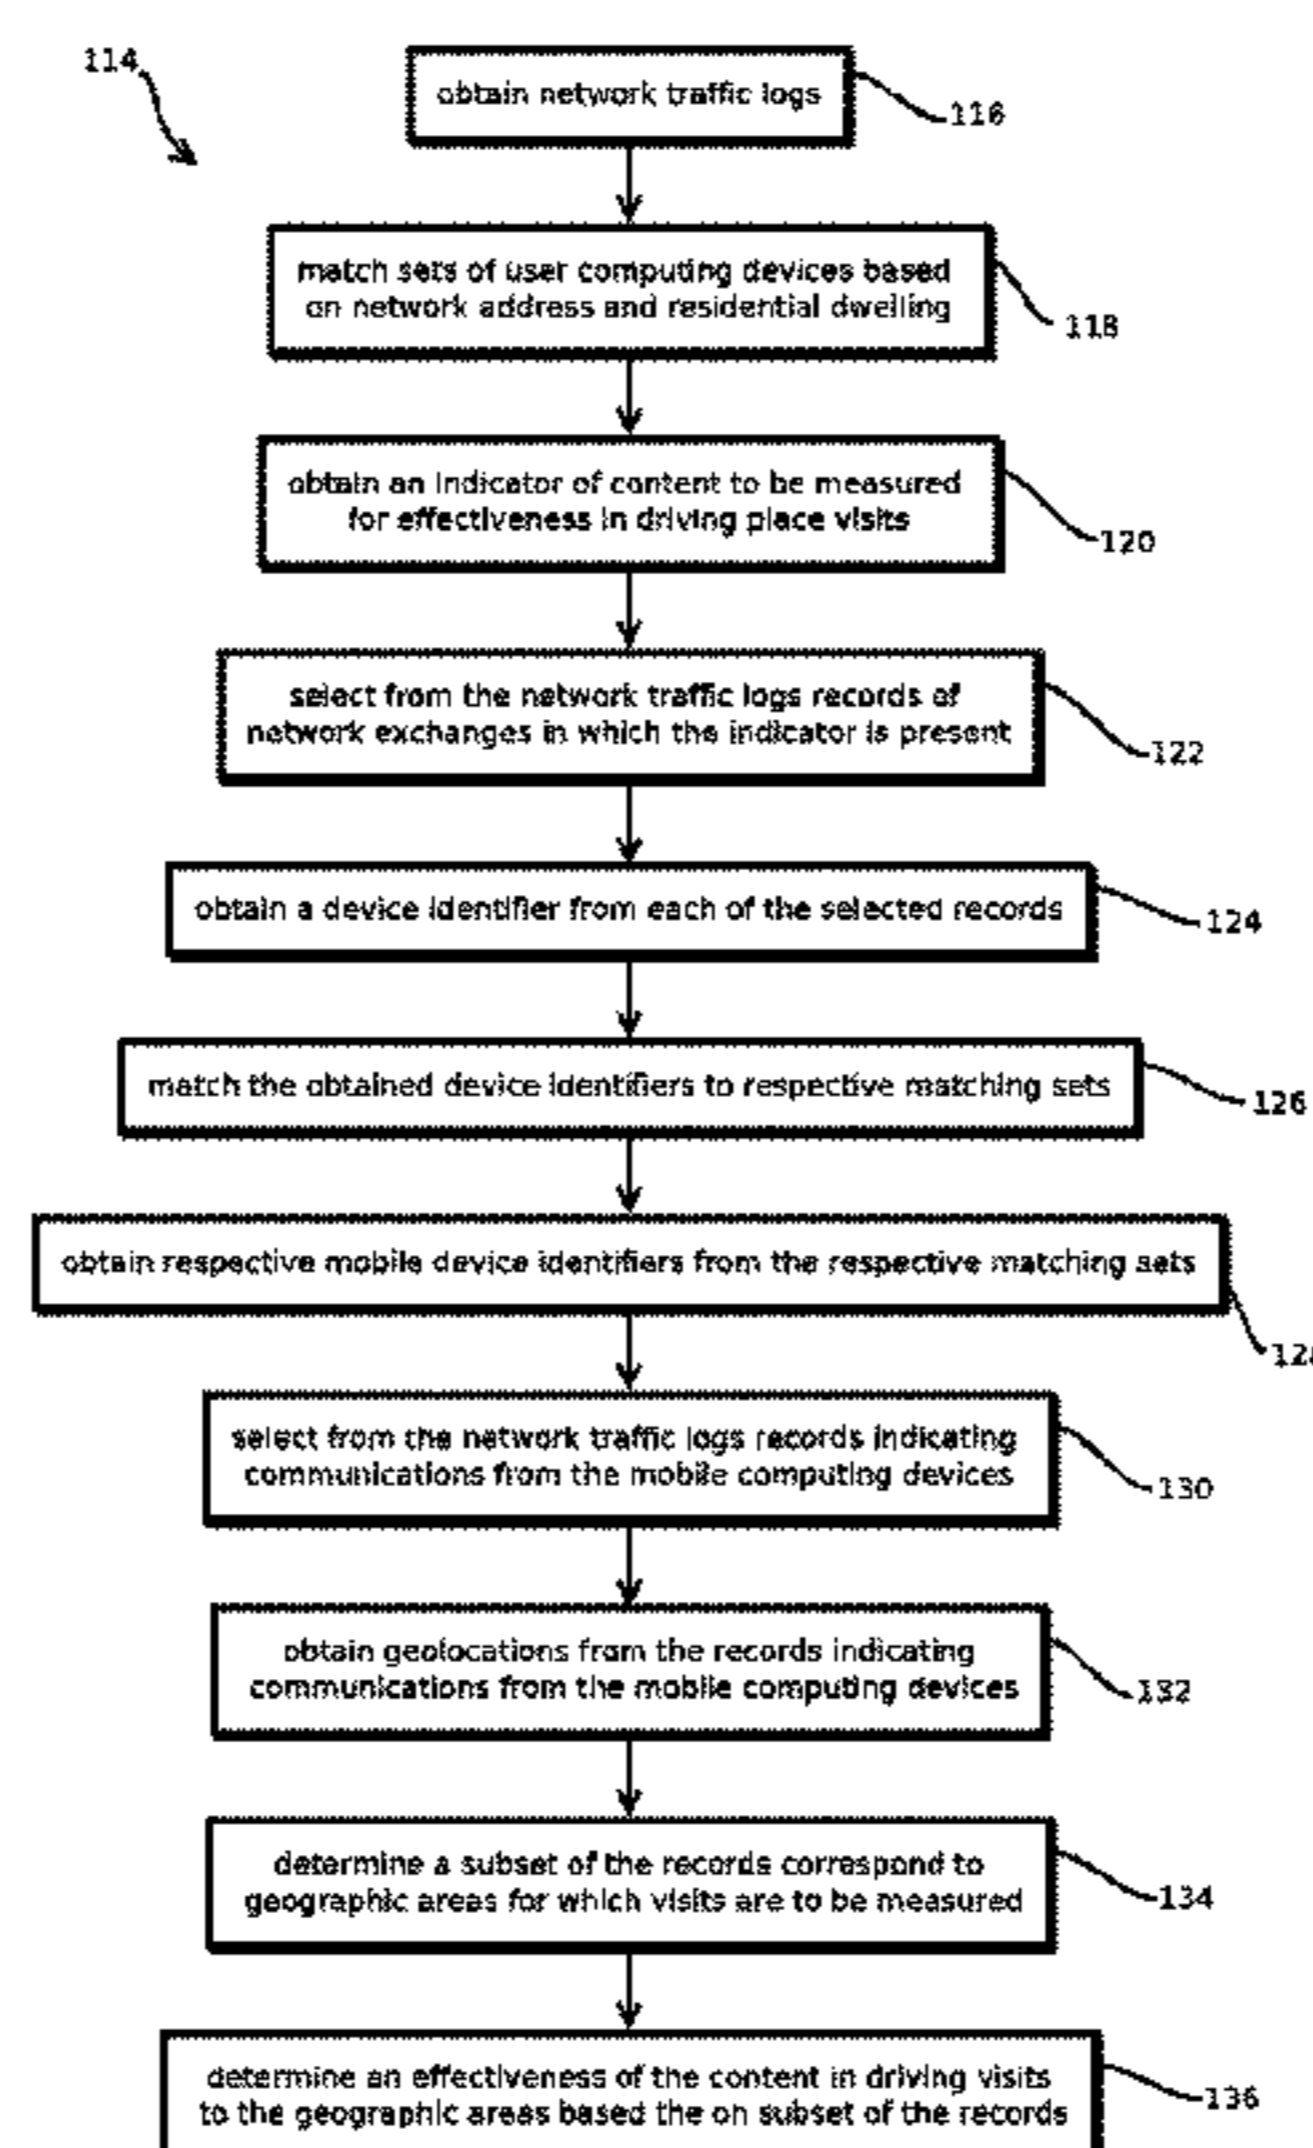 114
obtain network traffic logs
116
match sets of user computing devices based
on network address and residential dwelling
118
obtain an indicator of content to be measured
for effectiveness in driving place visits
120
select from the network traffic logs records of
network exchanges in which the indicator is present
122
obtain a device identifier from each of the selected records
124
match the obtained device identifiers to respective matching sets
126
obtain respective mobile device identifiers from the respective matching sets
128
select from the network traffic logs records indicating
communications from the mobile computing devices
130
obtain geolocations from the records indicating
communications from the mobile computing devices
132
determine a subset of the records correspond to
geographic areas for which visits are to be measured
134
determine an effectiveness of the content in driving visits
to the geographic areas based the on subset of the records
136